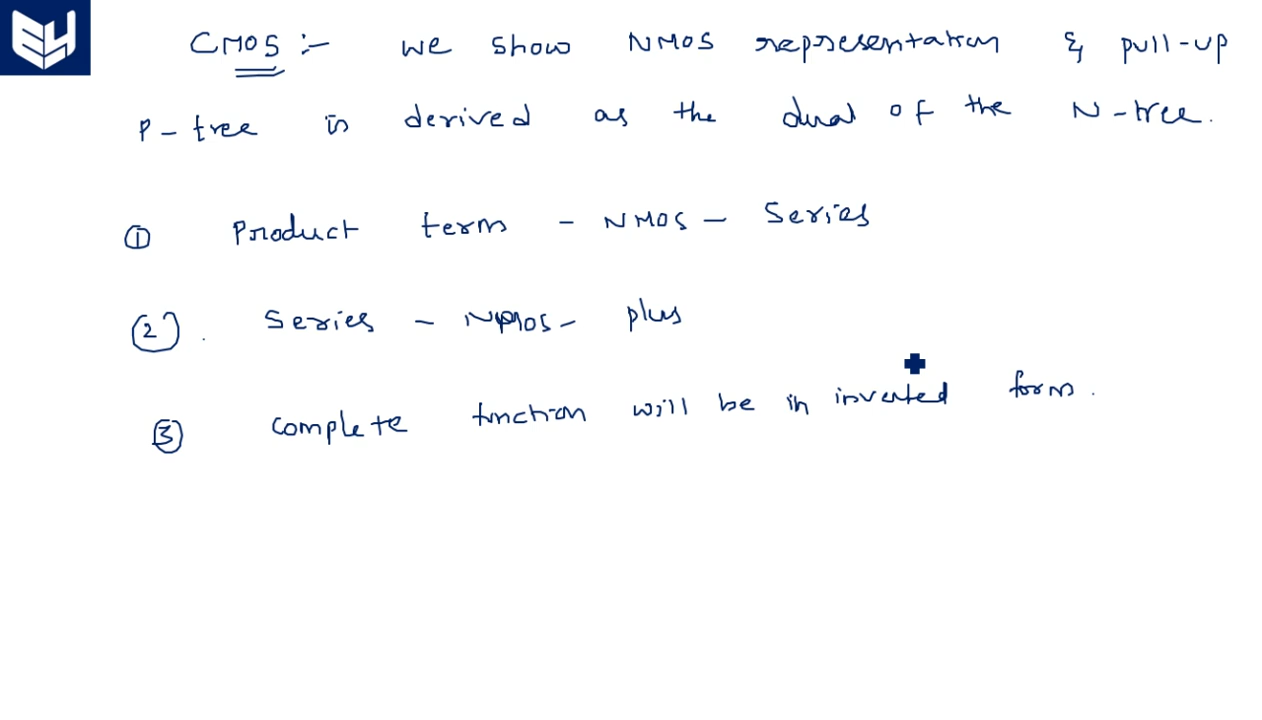 CMOS :- we show NMOS representation & pull-up
P-tree is derived as the dual of the N-tree.
① Product term - NMOS - Series
②. Series - - plus
③ complete function will be in inverted form.